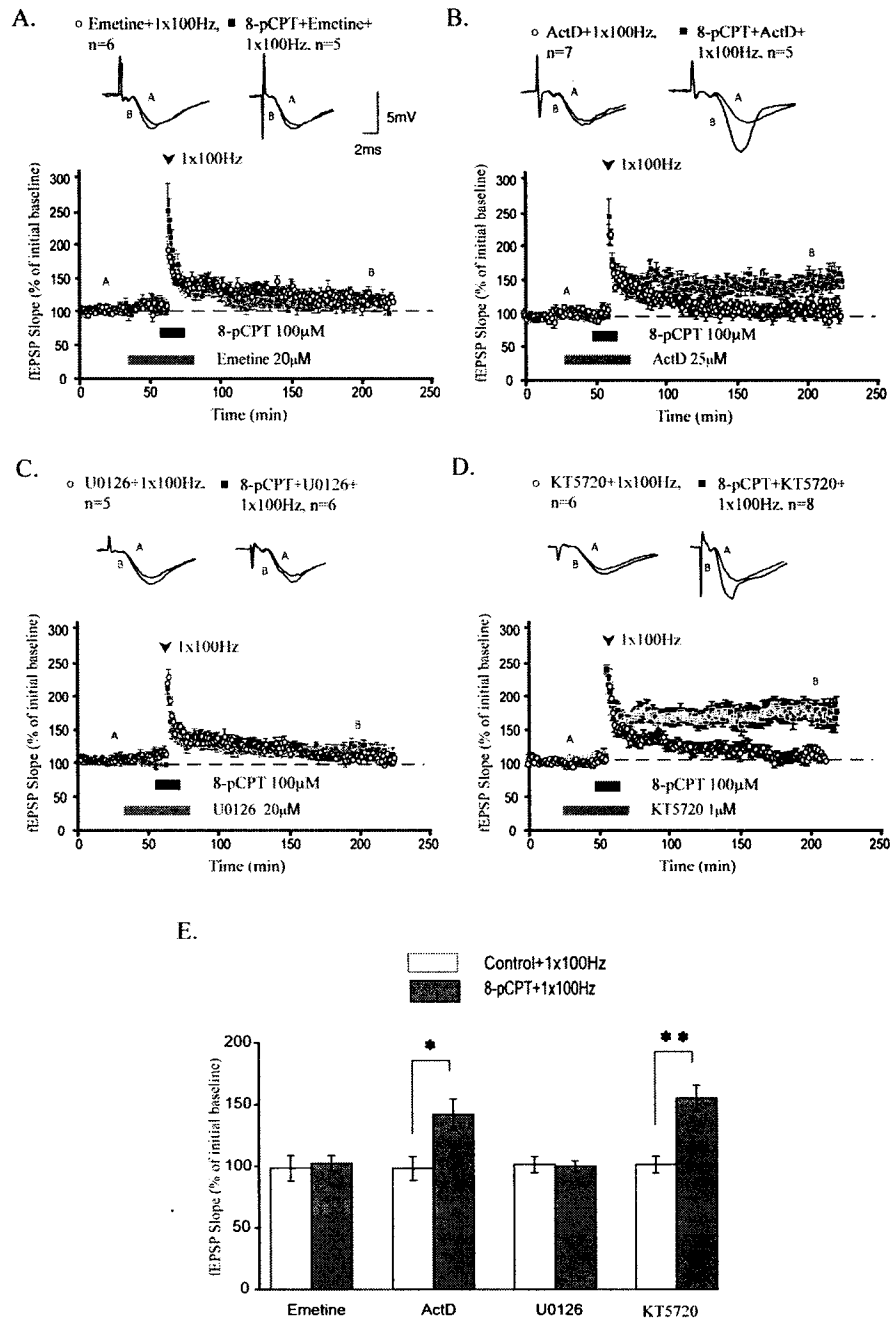 A.
○ Emetine+1x100Hz, n=6
■ 8-pCPT+Emetine+ 1x100Hz, n=5
A
B
A
B
5mV
2ms
1x100Hz
fEPSP Slope (% of initial baseline)
300
250
200
150
100
50
0
A
B
8-pCPT 100µM
Emetine 20µM
0 50 100 150 200 250
Time (min)
B.
○ ActD+1x100Hz, n=7
■ 8-pCPT+ActD+ 1x100Hz, n=5
A
B
A
B
1x100Hz
fEPSP Slope (% of initial baseline)
300
250
200
150
100
50
0
A
B
8-pCPT 100µM
ActD 25µM
0 50 100 150 200 250
Time (min)
C.
○ U0126+1x100Hz, n=5
■ 8-pCPT+U0126+ 1x100Hz, n=6
A
B
A
B
1x100Hz
fEPSP Slope (% of initial baseline)
300
250
200
150
100
50
0
A
B
8-pCPT 100µM
U0126 20µM
0 50 100 150 200 250
Time (min)
D.
○ KT5720+1x100Hz, n=6
■ 8-pCPT+KT5720+ 1x100Hz, n=8
A
B
A
B
1x100Hz
fEPSP Slope (% of initial baseline)
300
250
200
150
100
50
0
A
B
8-pCPT 100µM
KT5720 1µM
0 50 100 150 200 250
Time (min)
E.
Control+1x100Hz
8-pCPT+1x100Hz
fEPSP Slope (% of initial baseline)
200
150
100
50
0
*
**
Emetine ActD U0126 KT5720